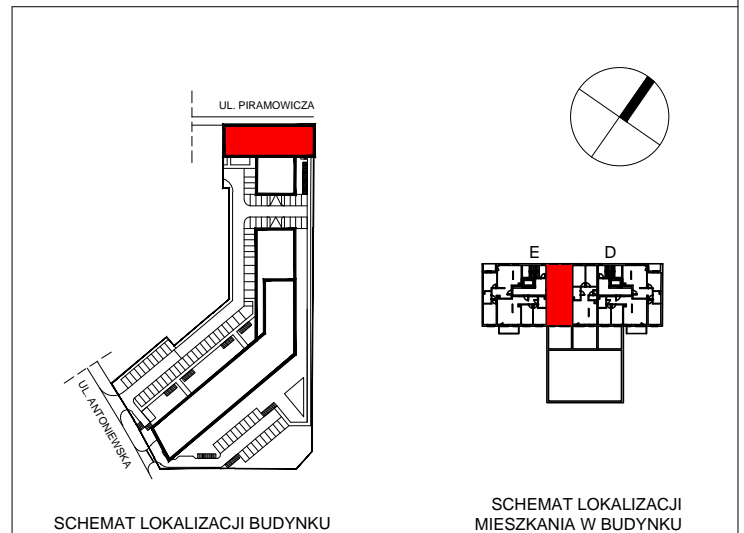 UL. PIRAMOWICZA
E D
UL. ANTONIEWSKA
SCHEMAT LOKALIZACJI BUDYNKU
SCHEMAT LOKALIZACJI
MIESZKANIA W BUDYNKU